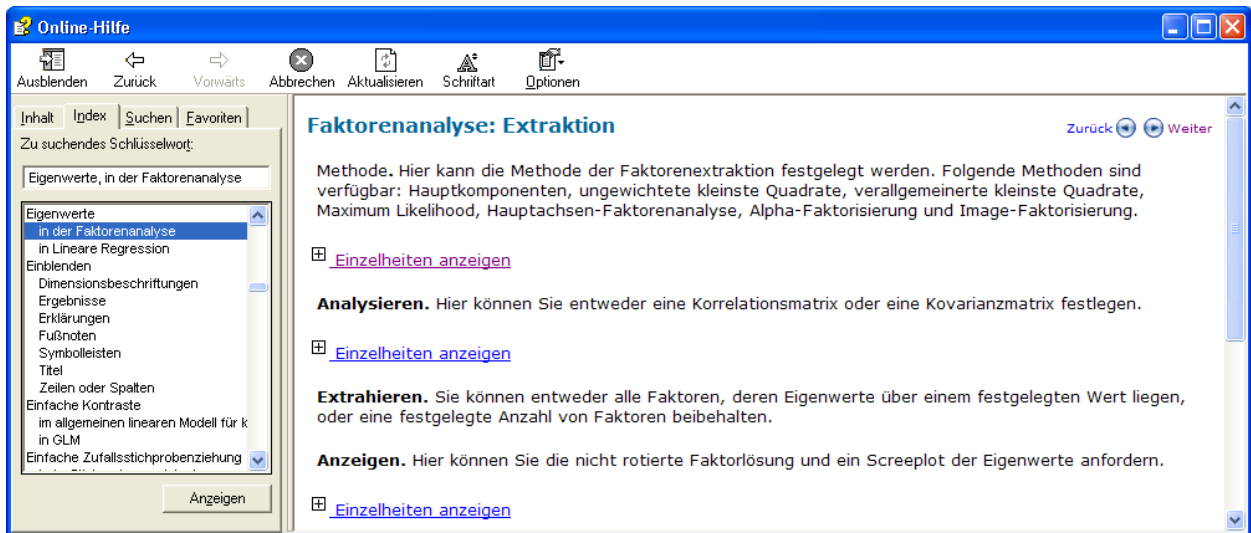 Online-Hilfe
Ausblenden Zurück Vorwärts Abbrechen Aktualisieren Schriftart Optionen
Inhalt Index Suchen Favoriten
Zu suchendes Schlüsselwort:
Eigenwerte, in der Faktorenanalyse
Eigenwerte
in der Faktorenanalyse
in Lineare Regression
Einblenden
Dimensionsbeschriftungen
Ergebnisse
Erklärungen
Fußnoten
Symbolleisten
Titel
Zeilen oder Spalten
Einfache Kontraste
im allgemeinen linearen Modell für k
in GLM
Einfache Zufallsstichprobenziehung
Anzeigen
Faktorenanalyse: Extraktion
Zurück Weiter
Methode. Hier kann die Methode der Faktorenextraktion festgelegt werden. Folgende Methoden sind
verfügbar: Hauptkomponenten, ungewichtete kleinste Quadrate, verallgemeinerte kleinste Quadrate,
Maximum Likelihood, Hauptachsen-Faktorenanalyse, Alpha-Faktorisierung und Image-Faktorisierung.
Einzelheiten anzeigen
Analysieren. Hier können Sie entweder eine Korrelationsmatrix oder eine Kovarianzmatrix festlegen.
Einzelheiten anzeigen
Extrahieren. Sie können entweder alle Faktoren, deren Eigenwerte über einem festgelegten Wert liegen,
oder eine festgelegte Anzahl von Faktoren beibehalten.
Anzeigen. Hier können Sie die nicht rotierte Faktorlösung und ein Screeplot der Eigenwerte anfordern.
Einzelheiten anzeigen